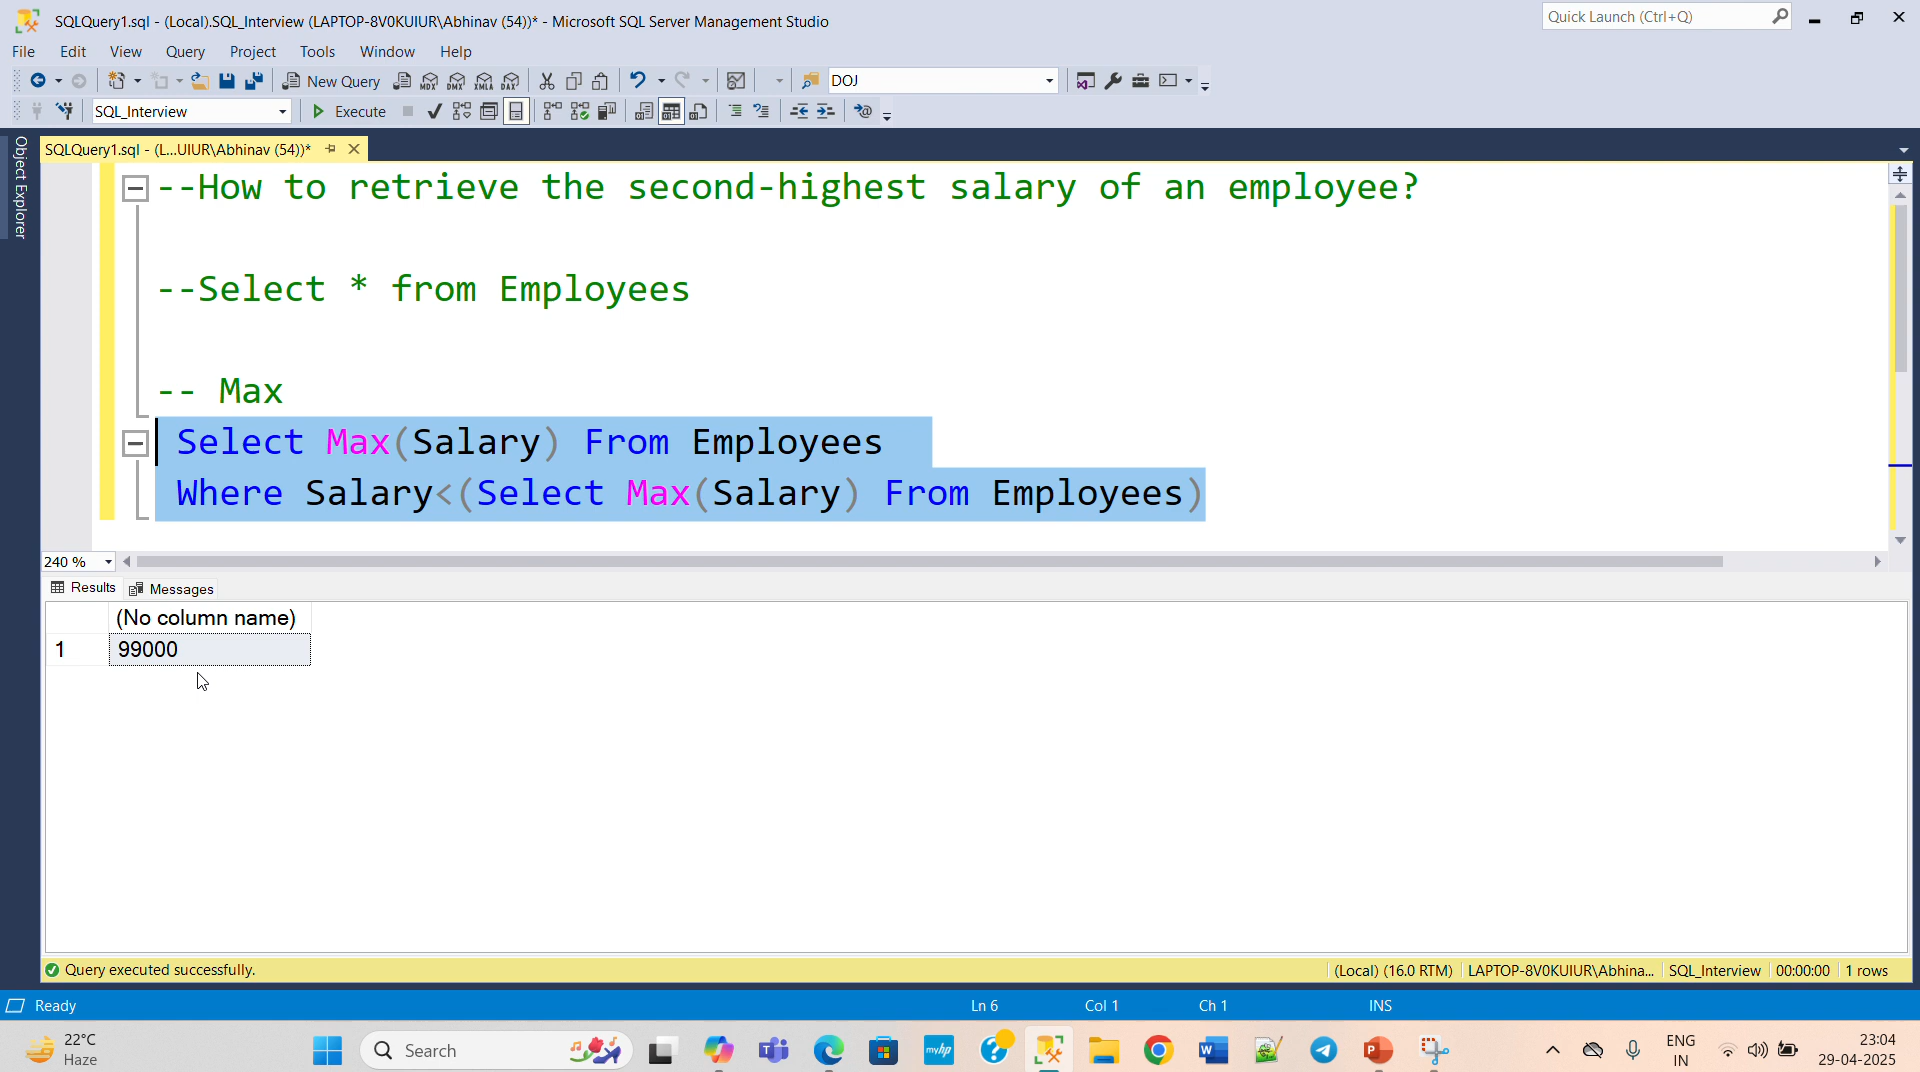 SQLQuery1.sql - (Local).SQL_Interview (LAPTOP-8V0KUIUR\Abhinav (54))* - Microsoft SQL Server Management Studio
Quick Launch (Ctrl+Q)
File Edit View Query Project Tools Window Help
New Query MDX DMX XMLA DAX DOJ
SQL_Interview Execute
Object Explorer
SQLQuery1.sql - (L...UIUR\Abhinav (54))*
--How to retrieve the second-highest salary of an employee?
--Select * from Employees
-- Max
Select Max(Salary) From Employees
Where Salary<(Select Max(Salary) From Employees)
240 %
Results Messages
(No column name)
1 99000
Query executed successfully. (Local) (16.0 RTM) LAPTOP-8V0KUIUR\Abhina... SQL_Interview 00:00:00 1 rows
Ready Ln 6 Col 1 Ch 1 INS
22°C
Haze
Search
myhp
ENG
IN
23:04
29-04-2025